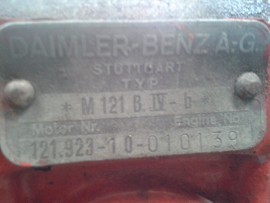 DAIMLER-BENZ A.G.
STUTTGART
TYP
* M 121 B. IV - b *
Motor Nr. Engine No.
121.923-10-010139